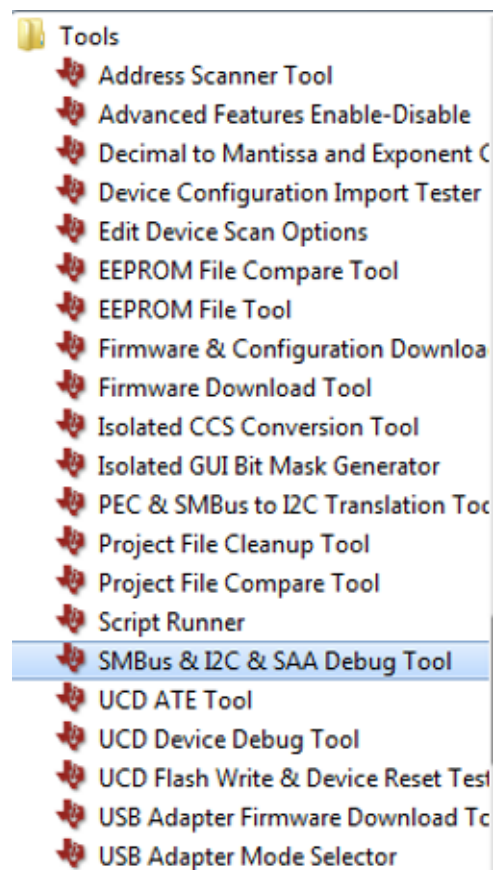 Tools
Address Scanner Tool
Advanced Features Enable-Disable
Decimal to Mantissa and Exponent C
Device Configuration Import Tester
Edit Device Scan Options
EEPROM File Compare Tool
EEPROM File Tool
Firmware & Configuration Downloa
Firmware Download Tool
Isolated CCS Conversion Tool
Isolated GUI Bit Mask Generator
PEC & SMBus to I2C Translation Too
Project File Cleanup Tool
Project File Compare Tool
Script Runner
SMBus & I2C & SAA Debug Tool
UCD ATE Tool
UCD Device Debug Tool
UCD Flash Write & Device Reset Test
USB Adapter Firmware Download To
USB Adapter Mode Selector